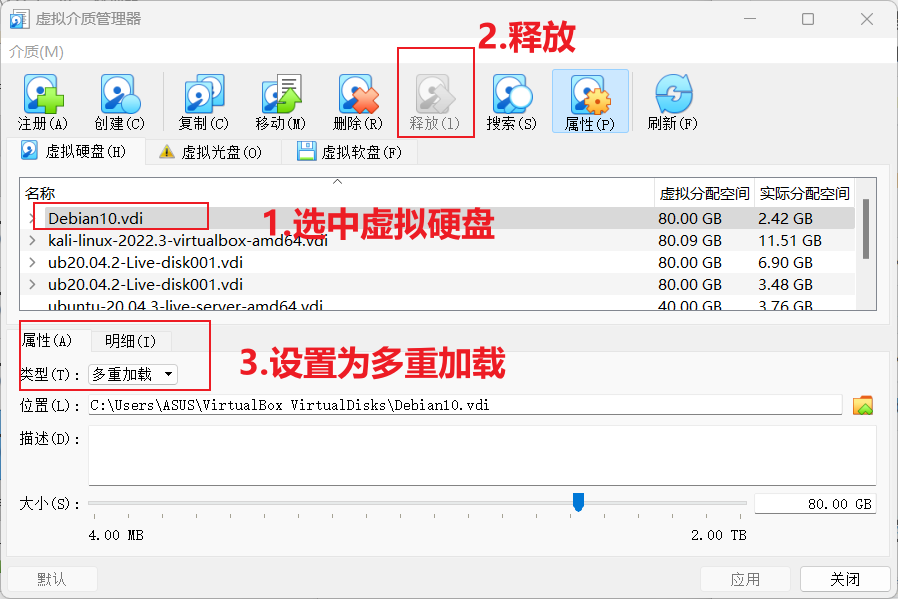 虚拟介质管理器
介质(M)
2.释放
注册(A) 创建(C) 复制(C) 移动(M) 删除(R) 释放(l) 搜索(S) 属性(P) 刷新(F)
虚拟硬盘(H) 虚拟光盘(O) 虚拟软盘(F)
名称 虚拟分配空间 实际分配空间
Debian10.vdi 80.00 GB 2.42 GB
1.选中虚拟硬盘
kali-linux-2022.3-virtualbox-amd64.vdi 80.09 GB 11.51 GB
ub20.04.2-Live-disk001.vdi 80.00 GB 6.90 GB
ub20.04.2-Live-disk001.vdi 80.00 GB 3.48 GB
ubuntu-20.04.3-live-server-amd64.vdi 40.00 GB 3.76 GB
属性(A) 明细(I)
3.设置为多重加载
类型(T): 多重加载
位置(L): C:\Users\ASUS\VirtualBox VirtualDisks\Debian10.vdi
描述(D):
大小(S): 80.00 GB
4.00 MB 2.00 TB
默认 应用 关闭